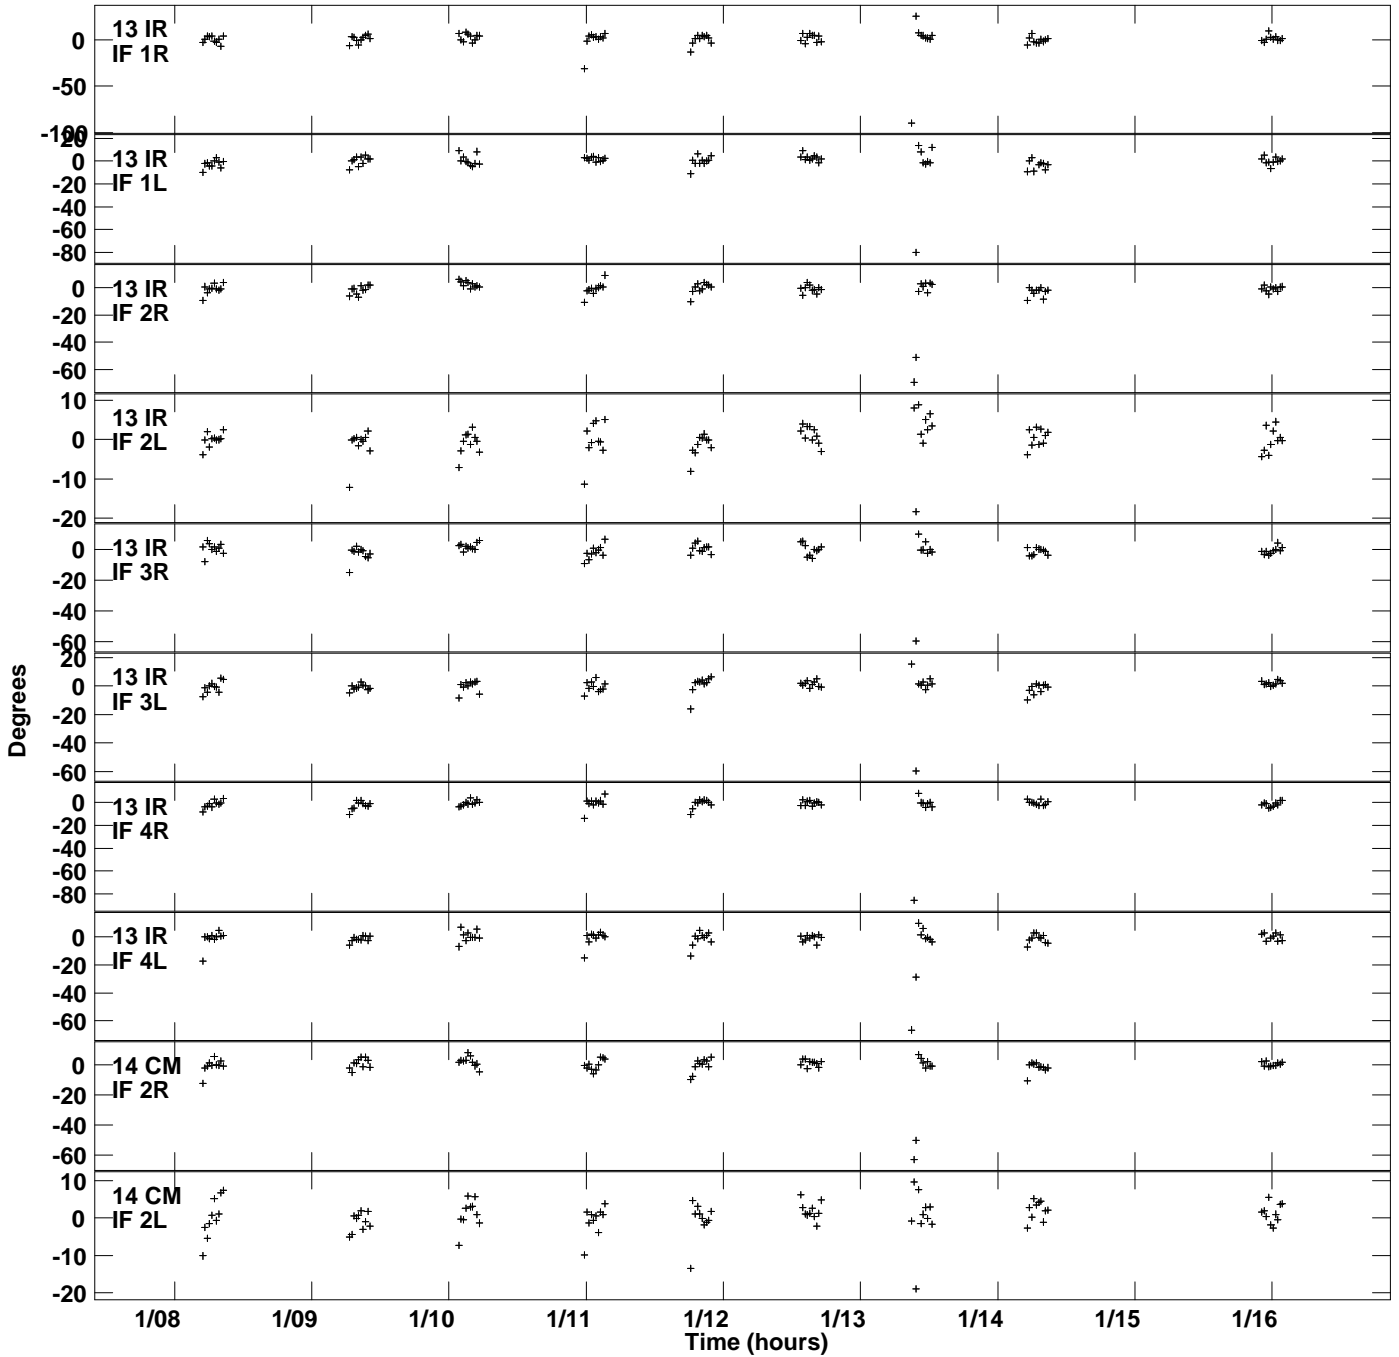 13 IR
IF 1R
0
-50
-100
20
13 IR
IF 1L
0
-20
-40
-60
-80
13 IR
IF 2R
0
-20
-40
-60
10
13 IR
IF 2L
0
-10
-20
13 IR
IF 3R
0
-20
-40
-60
20
13 IR
IF 3L
0
-20
-40
-60
13 IR
IF 4R
0
-20
-40
-60
-80
13 IR
IF 4L
0
-20
-40
-60
14 CM
IF 2R
0
-20
-40
-60
10
14 CM
IF 2L
0
-10
-20
Degrees
1/08 1/09 1/10 1/11 1/12 1/13 1/14 1/15 1/16
Time (hours)